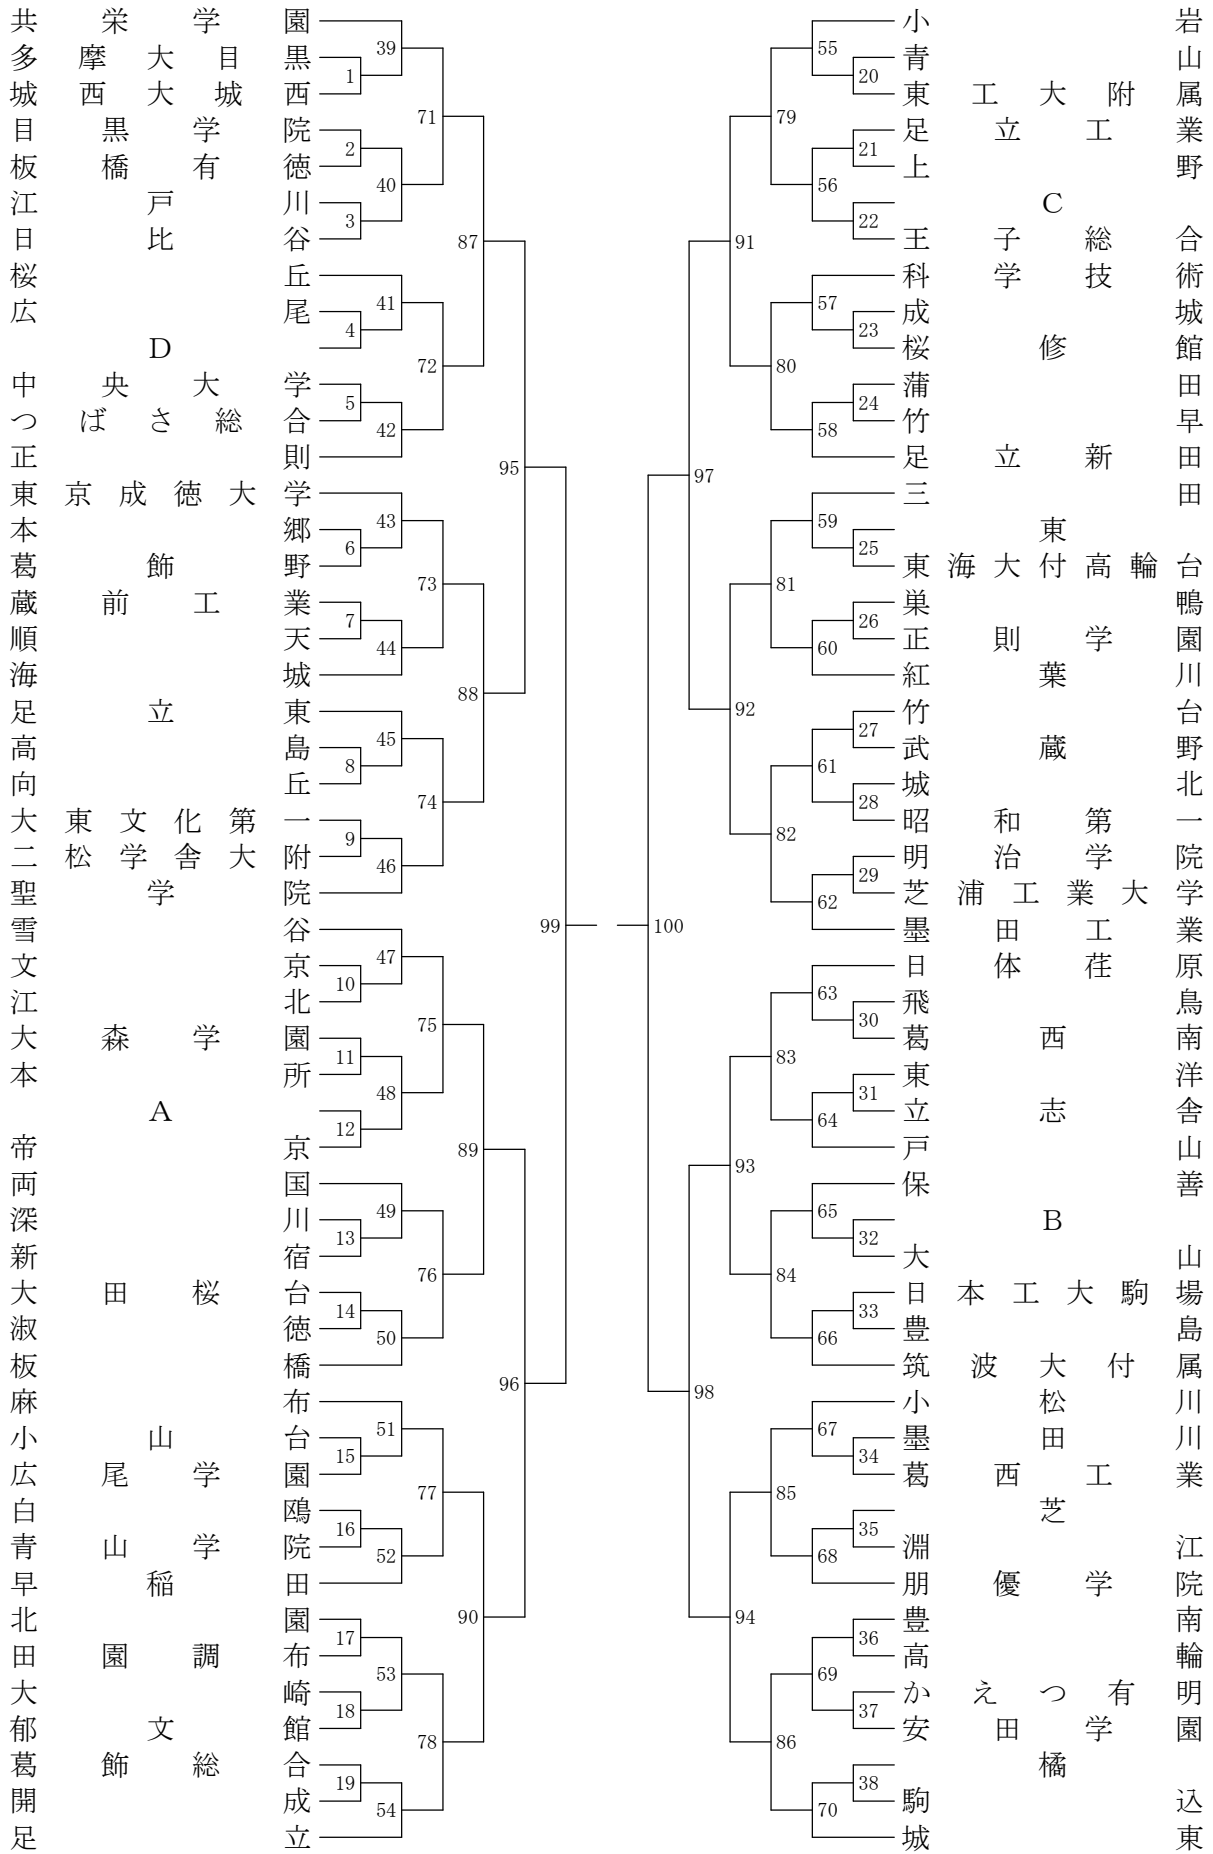 共栄学園
多摩大目黒
城西大城西
目黒学院
板橋有徳
江戸川
日比谷
桜丘
広尾
D
中央大学
つばさ総合
正則
東京成徳大学
本郷
葛飾野
蔵前工業
順天
海城
足立東
高島
向丘
大東文化第一
二松学舎大附
聖学院
雪谷
文京
江北
大森学園
本所
A
帝京
両国
深川
新宿
大田桜台
淑徳
板橋
麻布
小山台
広尾学園
白鴎
青山学院
早稲田
北園
田園調布
大崎
郁文館
葛飾総合
開成
足立
1
2
3
4
5
6
7
8
9
10
11
12
13
14
15
16
17
18
19
39
40
41
42
43
44
45
46
47
48
49
50
51
52
53
54
71
72
73
74
75
76
77
78
87
88
89
90
95
96
99
100
97
98
91
92
93
94
79
80
81
82
83
84
85
86
55
56
57
58
59
60
61
62
63
64
65
66
67
68
69
70
20
21
22
23
24
25
26
27
28
29
30
31
32
33
34
35
36
37
38
小岩
青山
東工大附属
足立工業
上野
C
王子総合
科学技術
成城
桜修館
蒲田
竹早
足立新田
三田
東
東海大付高輪台
巣鴨
正則学園
紅葉川
竹台
武蔵野
城北
昭和第一
明治学院
芝浦工業大学
墨田工業
日体荏原
飛鳥
葛西南
東洋
立志舎
戸山
保善
B
大山
日本工大駒場
豊島
筑波大付属
小松川
墨田川
葛西工業
芝
淵江
朋優学院
豊南
高輪
かえつ有明
安田学園
橘
駒込
城東